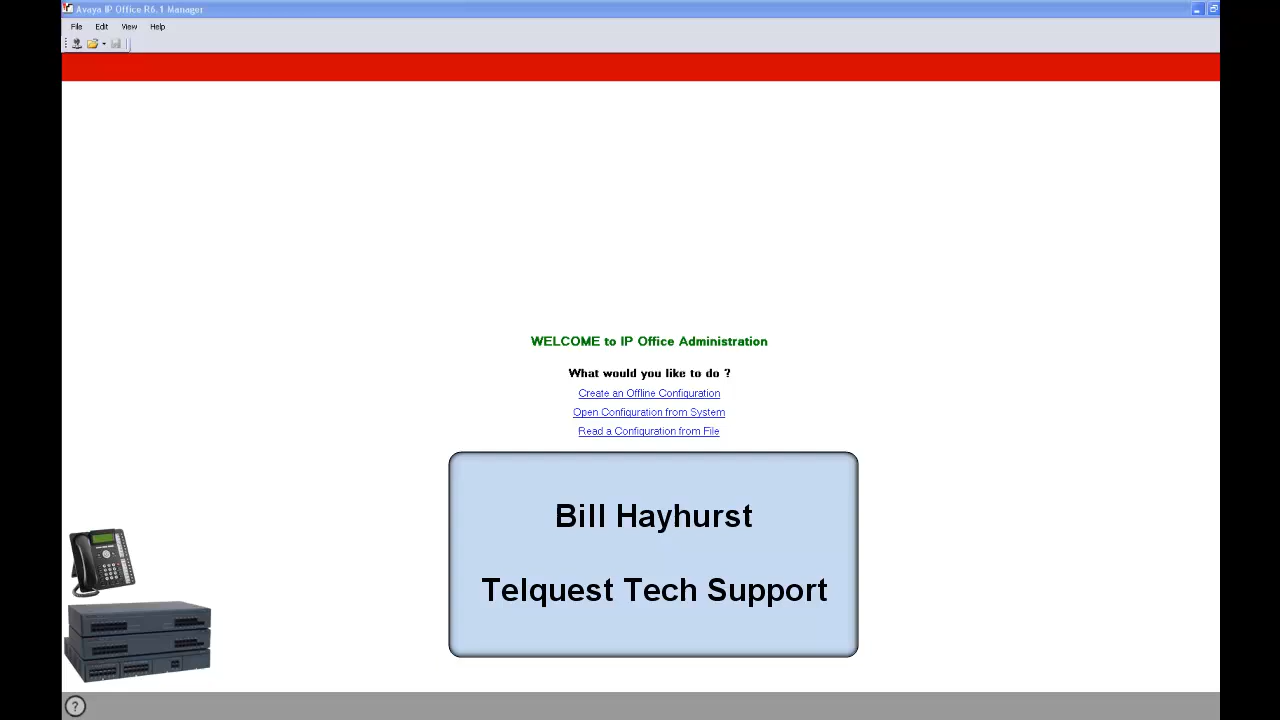 Avaya IP Office R6.1 Manager
File Edit View Help
WELCOME to IP Office Administration
What would you like to do ?
Create an Offline Configuration
Open Configuration from System
Read a Configuration from File
Bill Hayhurst
Telquest Tech Support
?